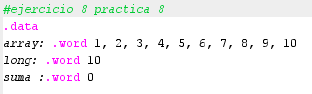 #ejercicio 8 practica 8
.data
array: .word 1, 2, 3, 4, 5, 6, 7, 8, 9, 10
long: .word 10
suma :.word 0